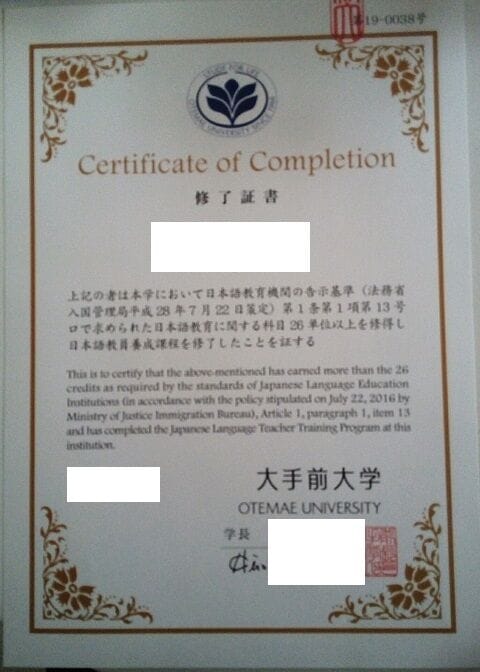 第19-0038号
STUDY FOR LIFE
OTEMAE UNIVERSITY SINCE 1966
Certificate of Completion
修了証書
上記の者は本学において日本語教育機関の告示基準（法務省
入国管理局平成28年7月22日策定）第1条第1項第13号
ロで求められた日本語教育に関する科目26単位以上を修得し
日本語教員養成課程を修了したことを証する
This is to certify that the above-mentioned has earned more than the 26
credits as required by the standards of Japanese Language Education
Institutions (in accordance with the policy stipulated on July 22, 2016 by
Ministry of Justice Immigration Bureau), Article 1, paragraph 1, item 13
and has completed the Japanese Language Teacher Training Program at this
institution.
大手前大学
OTEMAE UNIVERSITY
学長